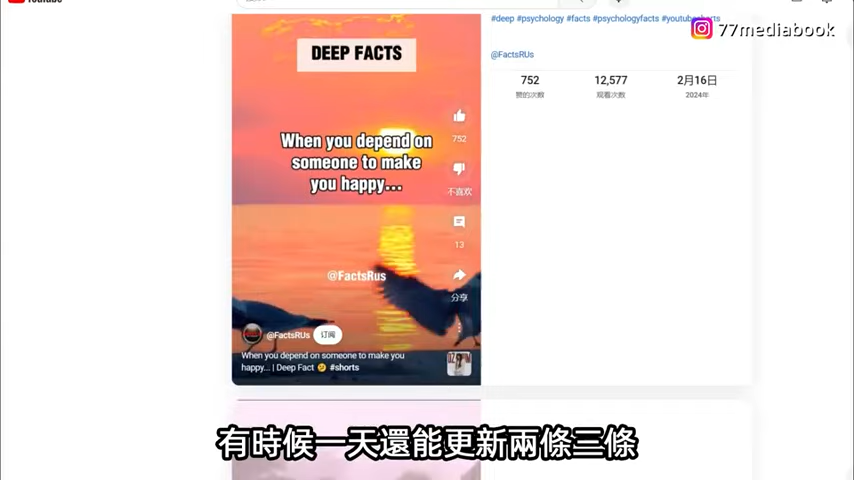 #deep #psychology #facts #psychologyfacts #youtubeshorts
77mediabook
DEEP FACTS
@FactsRUs
752
12,577
2月16日
赞的次数
观看次数
2024年
When you depend on
someone to make
you happy...
752
不喜欢
13
@FactsRus
分享
@FactsRUs
订阅
When you depend on someone to make you
happy... | Deep Fact #shorts
有時候一天還能更新兩條三條